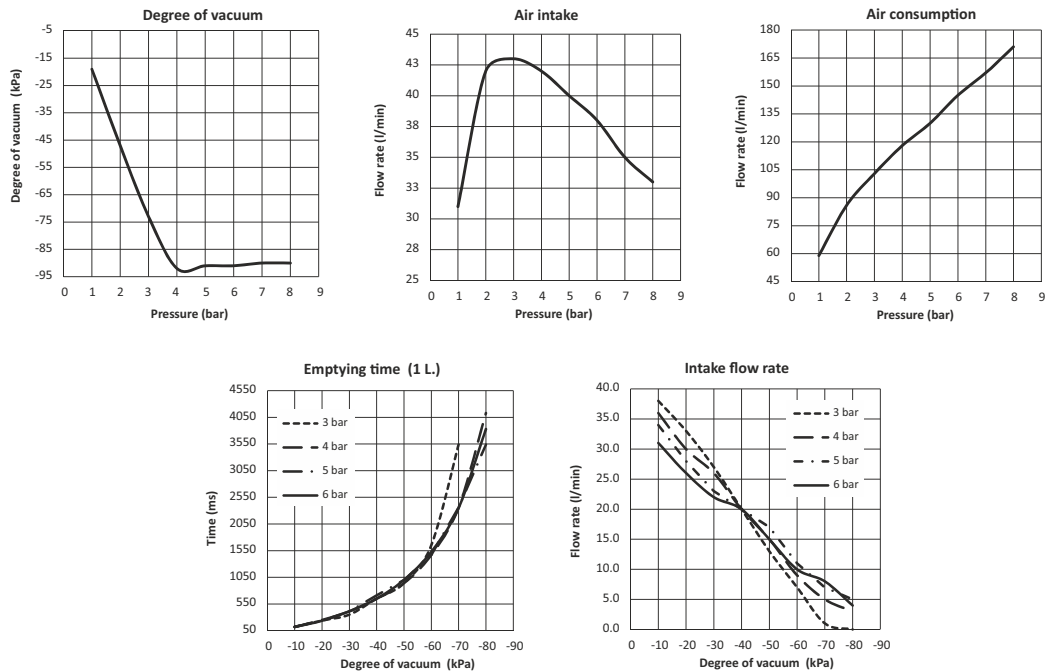 Degree of vacuum
Degree of vacuum (kPa)
-5
-15
-25
-35
-45
-55
-65
-75
-85
-95
0 1 2 3 4 5 6 7 8 9
Pressure (bar)
Air intake
Flow rate (l/min)
45
43
40
38
35
33
30
28
25
0 1 2 3 4 5 6 7 8 9
Pressure (bar)
Air consumption
Flow rate (l/min)
180
165
150
135
120
105
90
75
60
45
0 1 2 3 4 5 6 7 8 9
Pressure (bar)
Emptying time (1 L.)
Time (ms)
4550
4050
3550
3050
2550
2050
1550
1050
550
50
3 bar
4 bar
5 bar
6 bar
0 -10 -20 -30 -40 -50 -60 -70 -80 -90
Degree of vacuum (kPa)
Intake flow rate
Flow rate (l/min)
40.0
35.0
30.0
25.0
20.0
15.0
10.0
5.0
0.0
3 bar
4 bar
5 bar
6 bar
0 -10 -20 -30 -40 -50 -60 -70 -80 -90
Degree of vacuum (kPa)